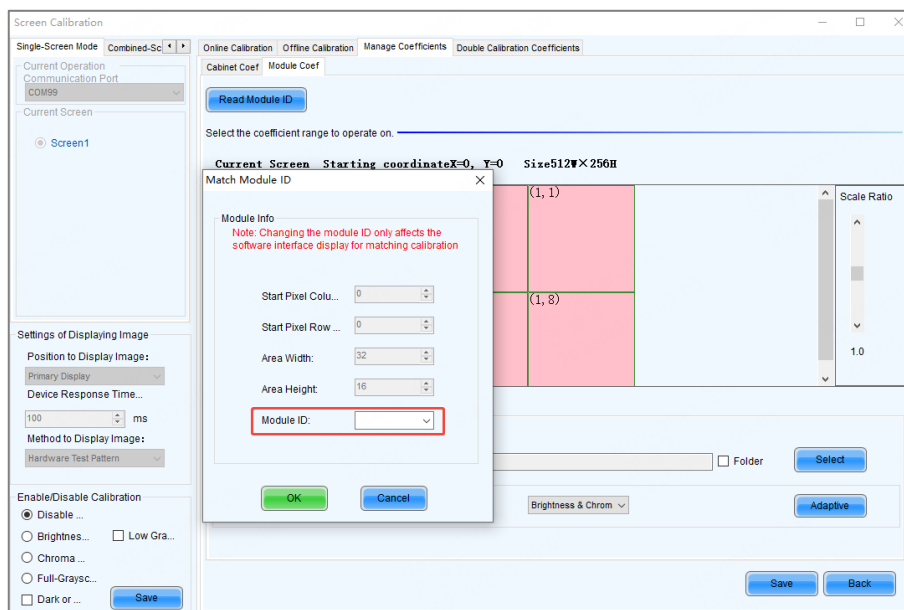 Screen Calibration
Single-Screen Mode
Combined-Sc
Current Operation
Communication Port
COM99
Current Screen
Screen1
Settings of Displaying Image
Position to Display Image:
Primary Display
Device Response Time...
100
ms
Method to Display Image:
Hardware Test Pattern
Enable/Disable Calibration
Disable ...
Brightnes...
Low Gra...
Chroma ...
Full-Graysc...
Dark or ...
Save
Online Calibration
Offline Calibration
Manage Coefficients
Double Calibration Coefficients
Cabinet Coef
Module Coef
Read Module ID
Select the coefficient range to operate on.
Current Screen Starting coordinateX=0, Y=0 Size512W×256H
(1, 1)
(1, 8)
Scale Ratio
1.0
Match Module ID
Module Info
Note: Changing the module ID only affects the
software interface display for matching calibration
Start Pixel Colu...
0
Start Pixel Row ...
0
Area Width:
32
Area Height:
16
Module ID:
OK
Cancel
Folder
Select
Brightness & Chrom
Adaptive
Save
Back